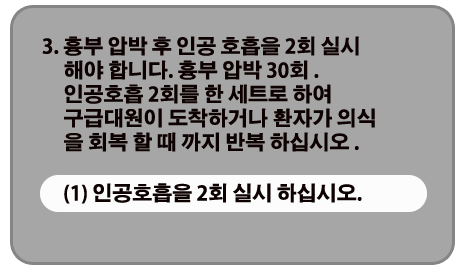 3. 흉부 압박 후 인공 호흡을 2회 실시
해야 합니다. 흉부 압박 30회 .
인공호흡 2회를 한 세트로 하여
구급대원이 도착하거나 환자가 의식
을 회복 할 때 까지 반복 하십시오 .
(1) 인공호흡을 2회 실시 하십시오.